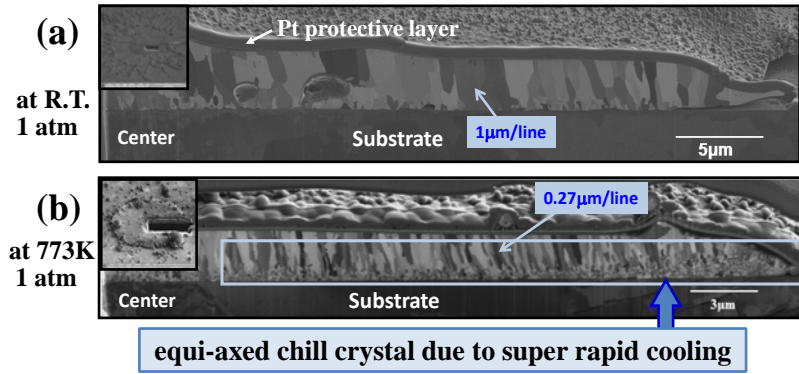 (a)
Pt protective layer
at R.T.
1 atm
1μm/line
Center
Substrate
5μm
(b)
0.27μm/line
at 773K
1 atm
Center
Substrate
3μm
equi-axed chill crystal due to super rapid cooling